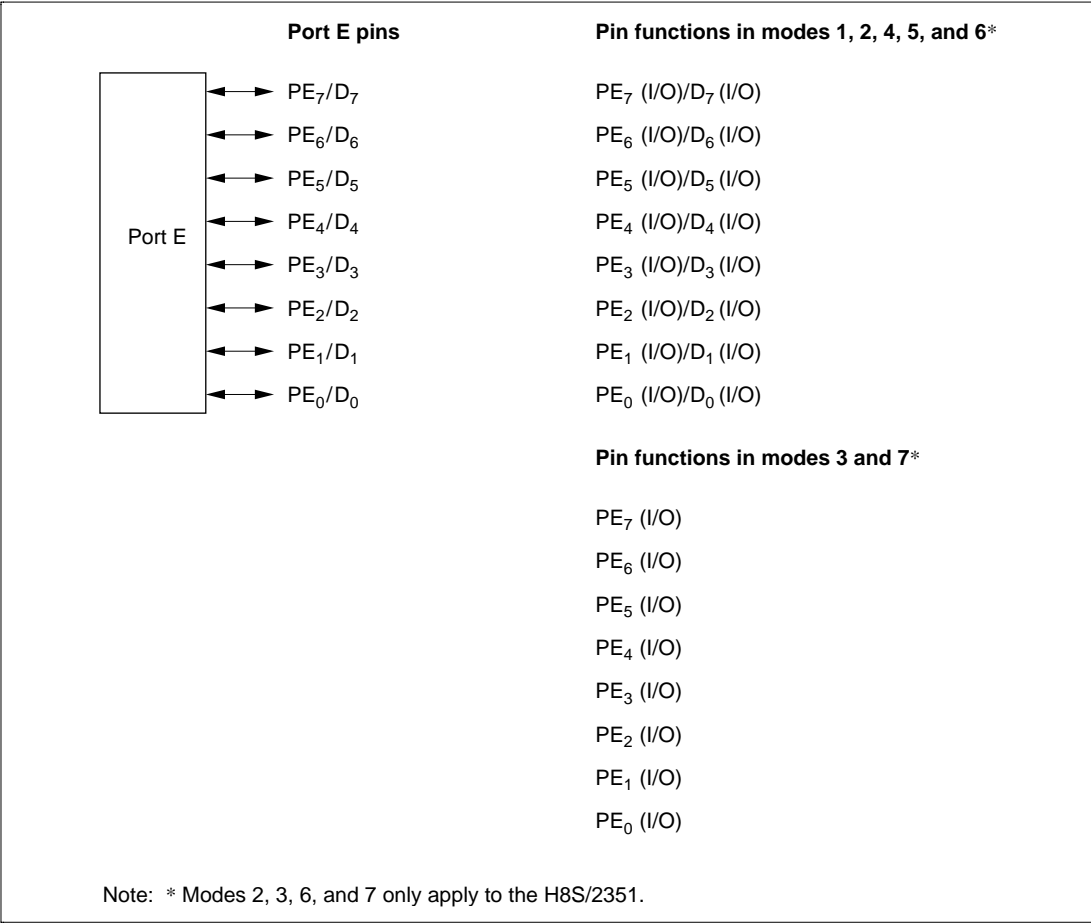 Port E pins    Pin functions in modes 1, 2, 4, 5, and 6*
PE7/D7    PE7 (I/O)/D7 (I/O)
PE6/D6    PE6 (I/O)/D6 (I/O)
PE5/D5    PE5 (I/O)/D5 (I/O)
PE4/D4    PE4 (I/O)/D4 (I/O)
Port E
PE3/D3    PE3 (I/O)/D3 (I/O)
PE2/D2    PE2 (I/O)/D2 (I/O)
PE1/D1    PE1 (I/O)/D1 (I/O)
PE0/D0    PE0 (I/O)/D0 (I/O)
Pin functions in modes 3 and 7*
PE7 (I/O)
PE6 (I/O)
PE5 (I/O)
PE4 (I/O)
PE3 (I/O)
PE2 (I/O)
PE1 (I/O)
PE0 (I/O)
Note: * Modes 2, 3, 6, and 7 only apply to the H8S/2351.